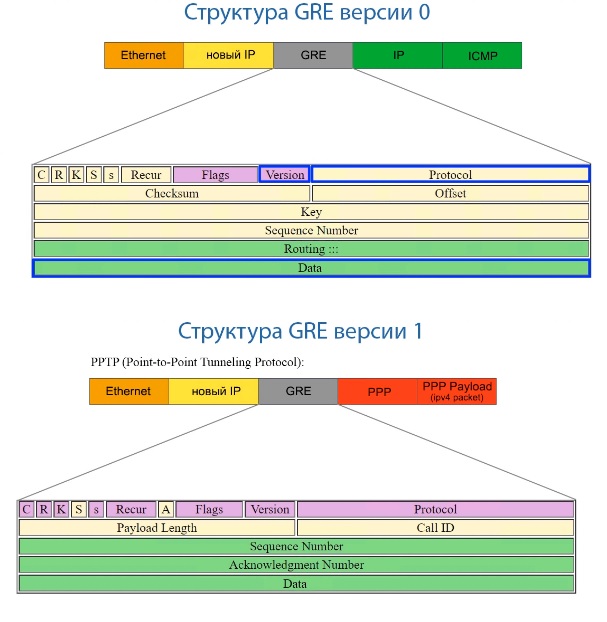 Структура GRE версии 0
Ethernet новый IP GRE IP ICMP
C R K S s Recur Flags Version Protocol
Checksum Offset
Key
Sequence Number
Routing :::
Data
Структура GRE версии 1
PPTP (Point-to-Point Tunneling Protocol):
Ethernet новый IP GRE PPP PPP Payload
(ipv4 packet)
C R K S s Recur A Flags Version Protocol
Payload Length Call ID
Sequence Number
Acknowledgment Number
Data